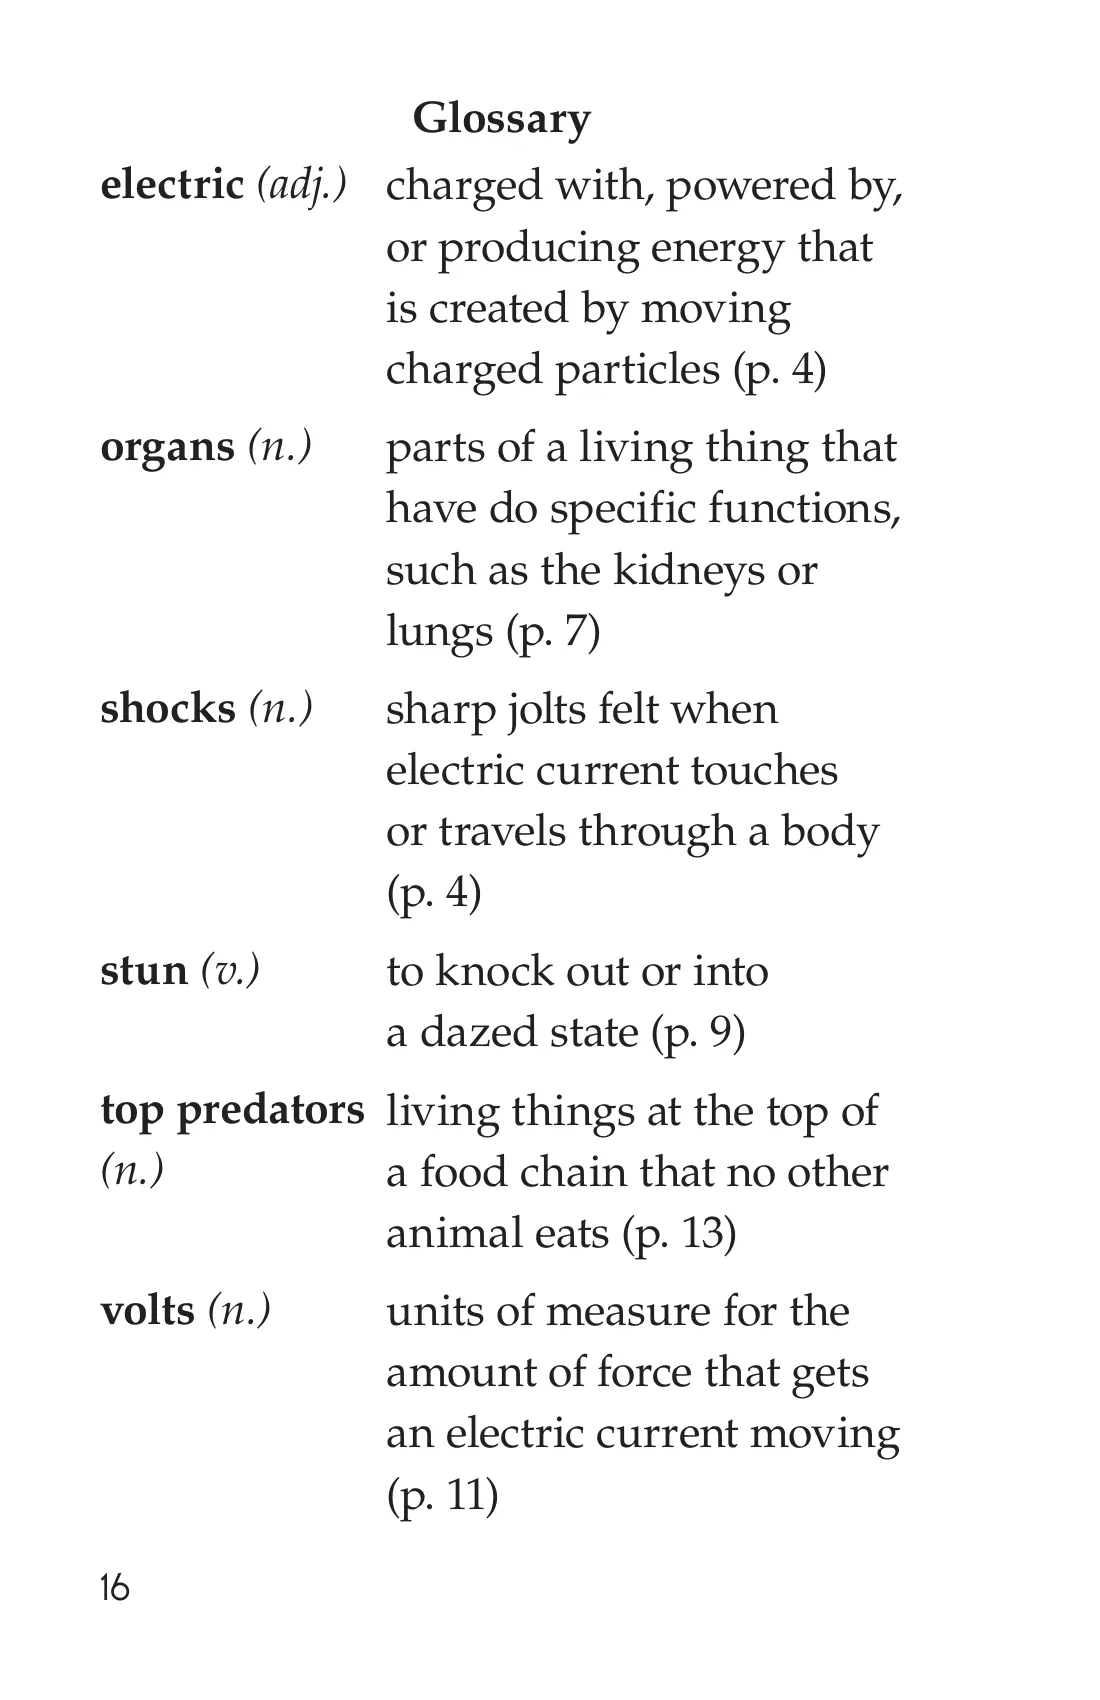 Glossary
electric (adj.) charged with, powered by,
or producing energy that
is created by moving
charged particles (p. 4)
organs (n.) parts of a living thing that
have do specific functions,
such as the kidneys or
lungs (p. 7)
shocks (n.) sharp jolts felt when
electric current touches
or travels through a body
(p. 4)
stun (v.) to knock out or into
a dazed state (p. 9)
top predators living things at the top of
(n.) a food chain that no other
animal eats (p. 13)
volts (n.) units of measure for the
amount of force that gets
an electric current moving
(p. 11)
16